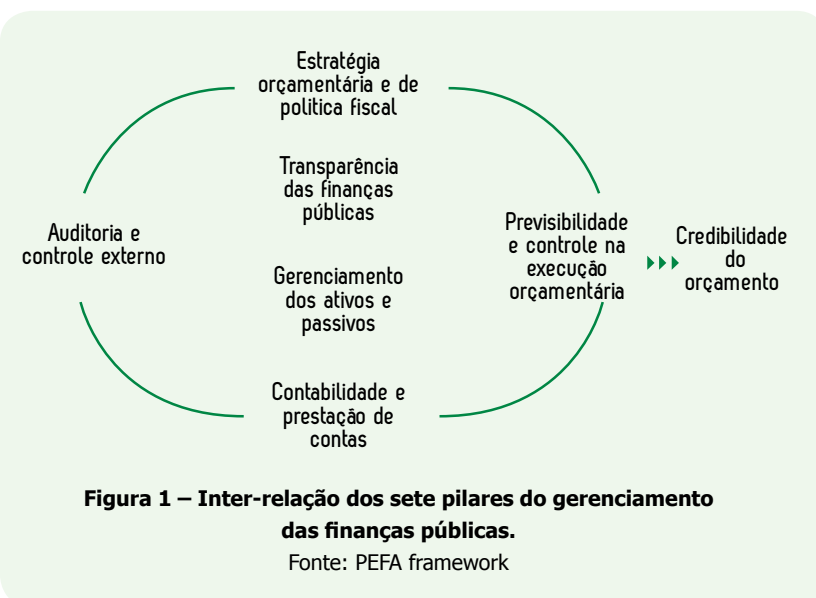 Estratégia
orçamentária e de
politica fiscal
Transparência
das finanças
públicas
Auditoria e
controle externo
Gerenciamento
dos ativos e
passivos
Previsibilidade
e controle na
execução
orçamentária
Credibilidade
do
orçamento
Contabilidade e
prestação de
contas
Figura 1 – Inter-relação dos sete pilares do gerenciamento
das finanças públicas.
Fonte: PEFA framework